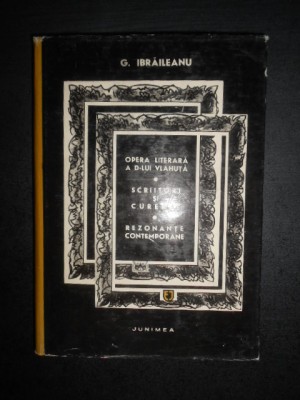 G. IBRĂILEANU
OPERA LITERARĂ
A D-LUI VLAHUȚĂ
SCRIITORI
ȘI
CURENTE
REZONANȚE
CONTEMPORANE
JUNIMEA